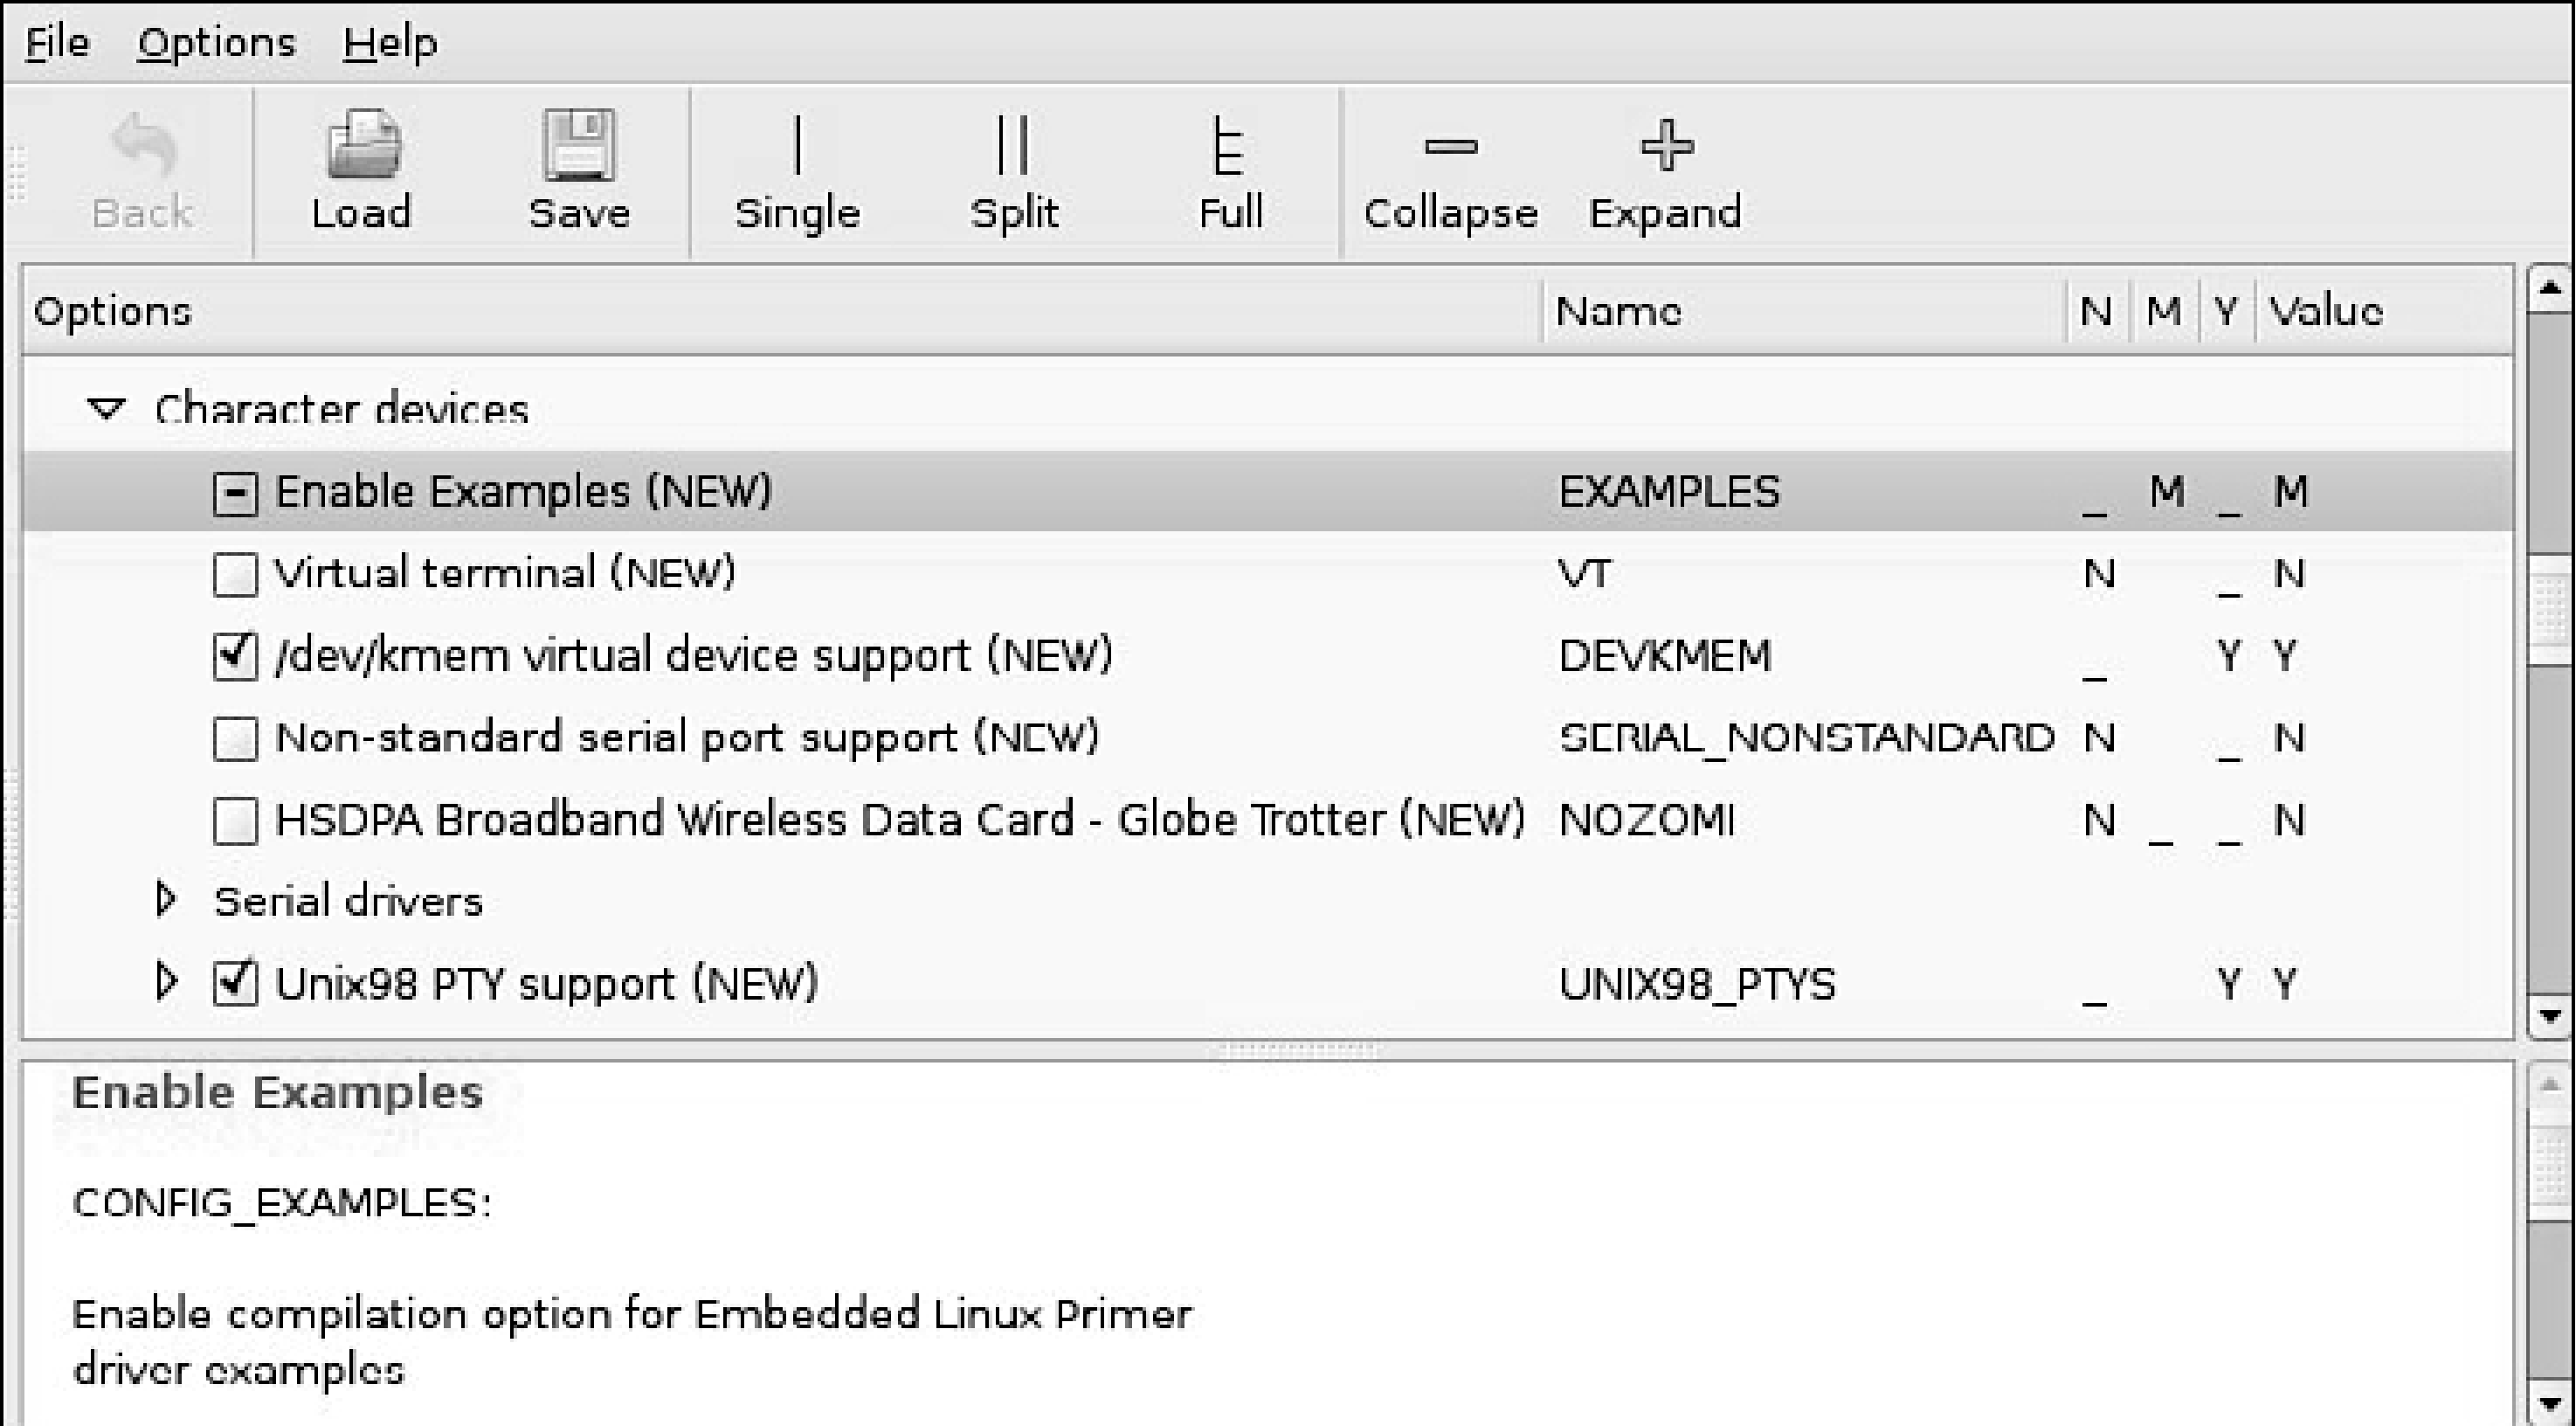 File Options Help
Back Load Save Single Split Full Collapse Expand
Options Name N M Y Value
Character devices
Enable Examples (NEW) EXAMPLES _ M _ M
Virtual terminal (NEW) VT N _ N
/dev/kmem virtual device support (NEW) DEVKMEM _ Y Y
Non-standard serial port support (NEW) SERIAL_NONSTANDARD N _ N
HSDPA Broadband Wireless Data Card - Globe Trotter (NEW) NOZOMI N _ _ N
Serial drivers
Unix98 PTY support (NEW) UNIX98_PTYS _ Y Y
Enable Examples
CONFIG_EXAMPLES:
Enable compilation option for Embedded Linux Primer
driver examples